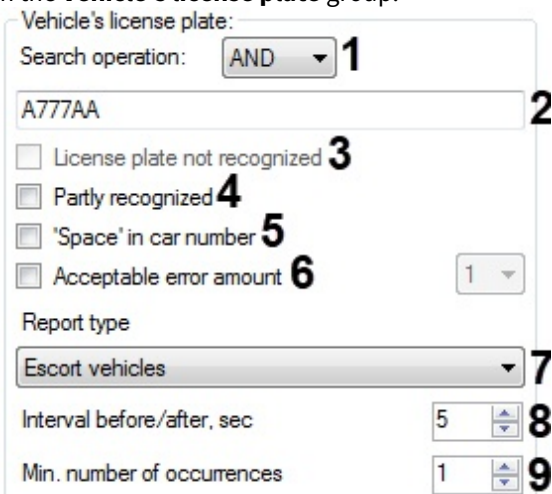 Vehicle's license plate:
Search operation: AND 1
A777AA 2
License plate not recognized 3
Partly recognized 4
'Space' in car number 5
Acceptable error amount 6 1
Report type
Escort vehicles 7
Interval before/after, sec 5 8
Min. number of occurrences 1 9